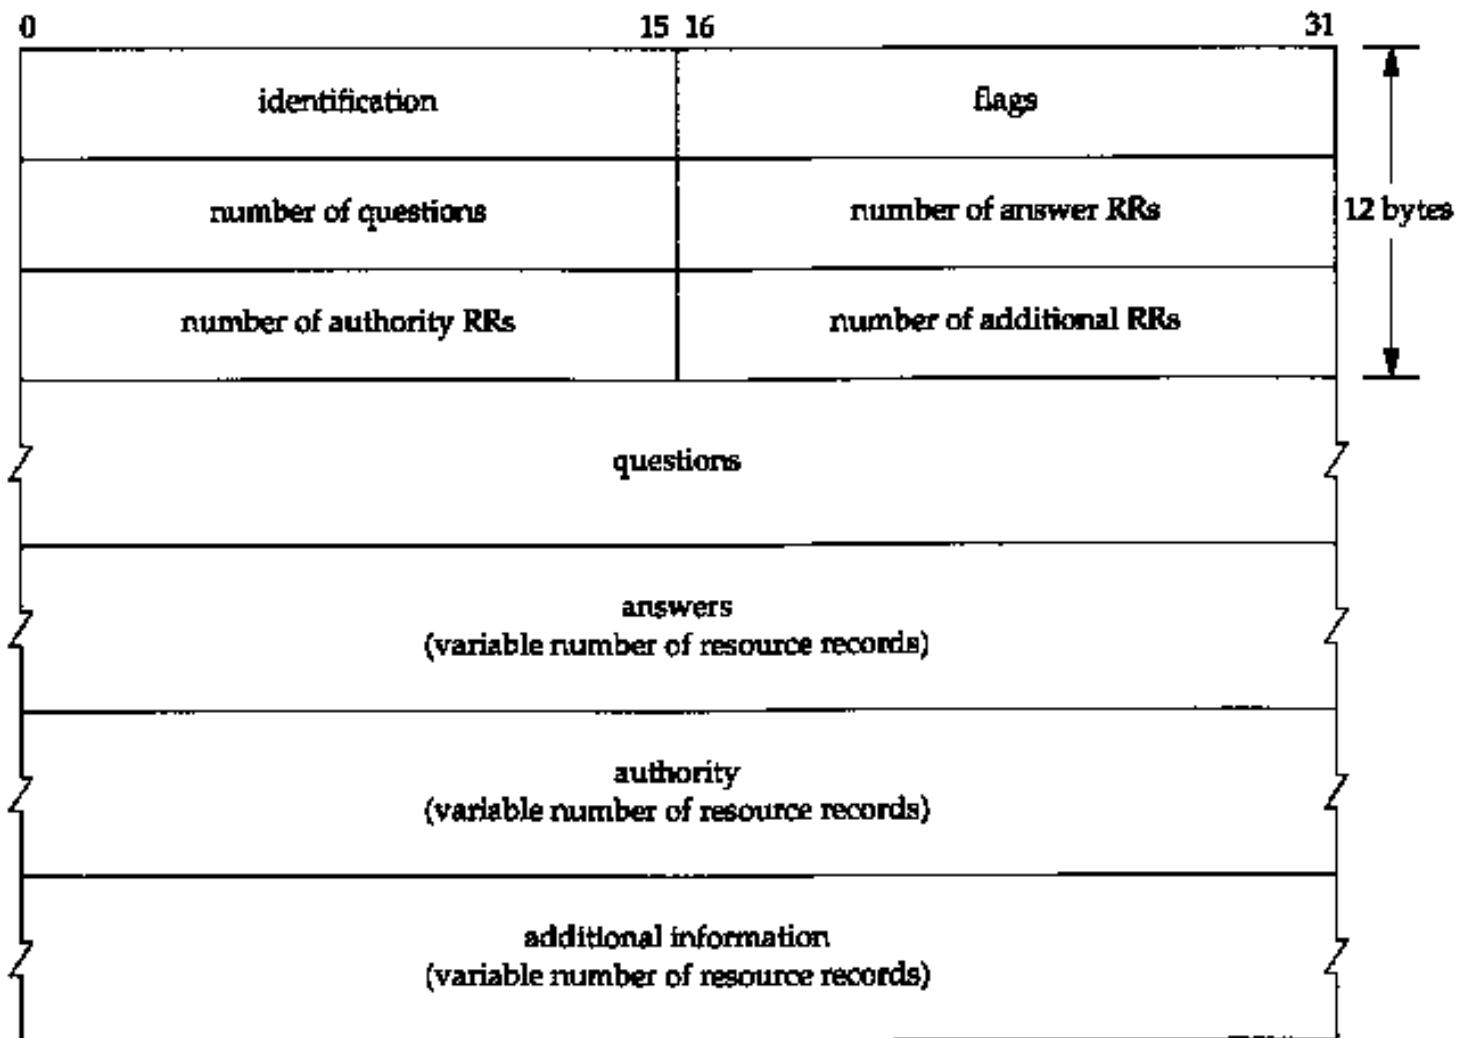 0 15 16 31
identification flags
number of questions number of answer RRs 12 bytes
number of authority RRs number of additional RRs
questions
answers
(variable number of resource records)
authority
(variable number of resource records)
additional information
(variable number of resource records)